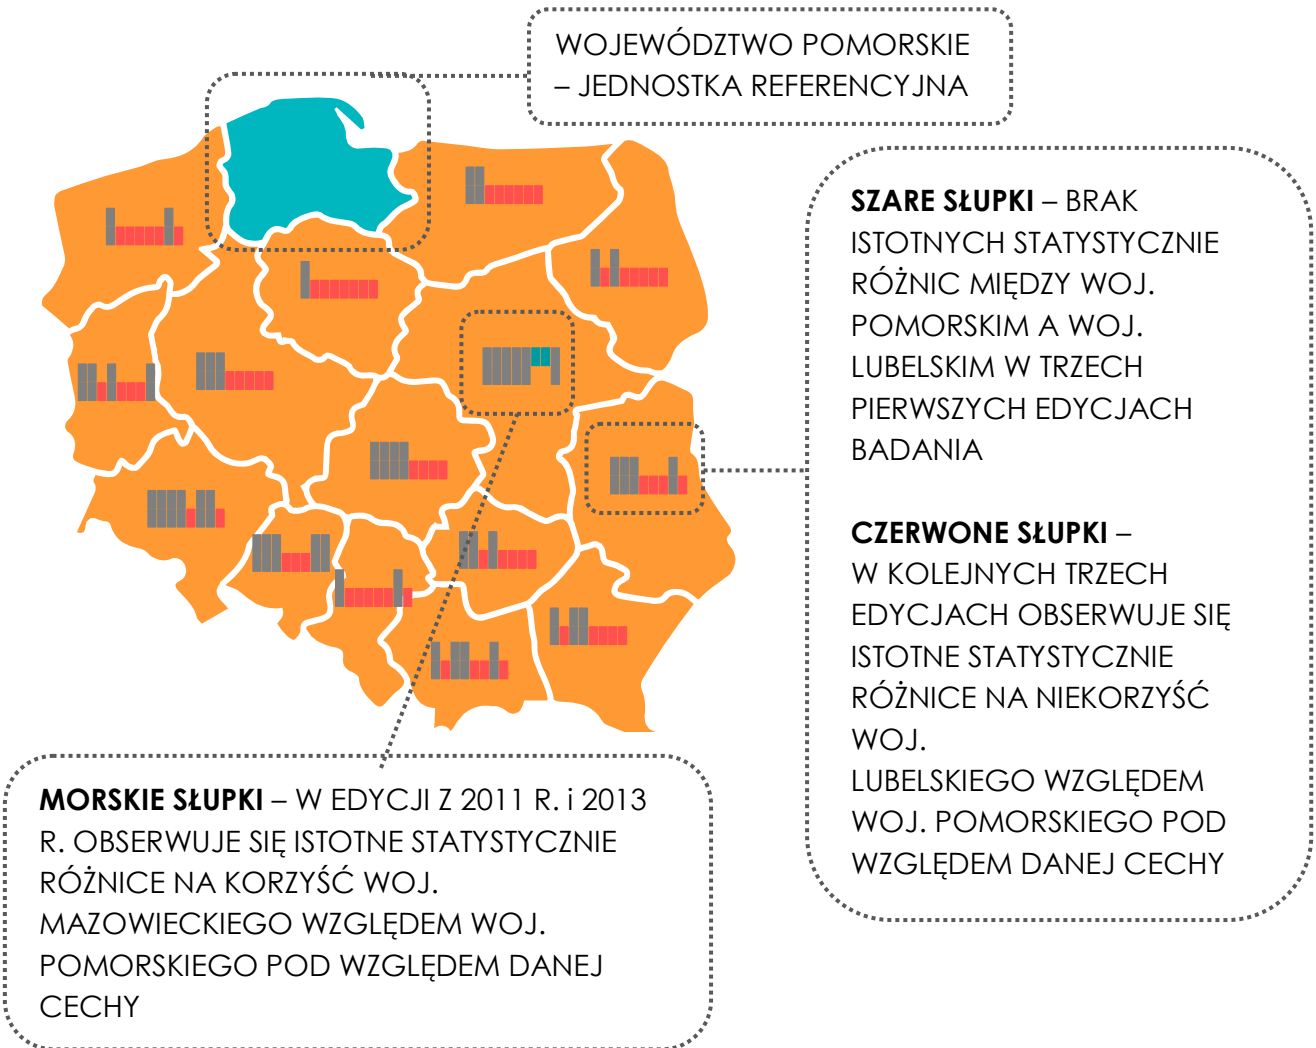 WOJEWÓDZTWO POMORSKIE
– JEDNOSTKA REFERENCYJNA
SZARE SŁUPKI – BRAK
ISTOTNYCH STATYSTYCZNIE
RÓŻNIC MIĘDZY WOJ.
POMORSKIM A WOJ.
LUBELSKIM W TRZECH
PIERWSZYCH EDYCJACH
BADANIA
CZERWONE SŁUPKI –
W KOLEJNYCH TRZECH
EDYCJACH OBSERWUJE SIĘ
ISTOTNE STATYSTYCZNIE
RÓŻNICE NA NIEKORZYŚĆ
WOJ.
LUBELSKIEGO WZGLĘDEM
WOJ. POMORSKIEGO POD
WZGLĘDEM DANEJ CECHY
MORSKIE SŁUPKI – W EDYCJI Z 2011 R. i 2013
R. OBSERWUJE SIĘ ISTOTNE STATYSTYCZNIE
RÓŻNICE NA KORZYŚĆ WOJ.
MAZOWIECKIEGO WZGLĘDEM WOJ.
POMORSKIEGO POD WZGLĘDEM DANEJ
CECHY